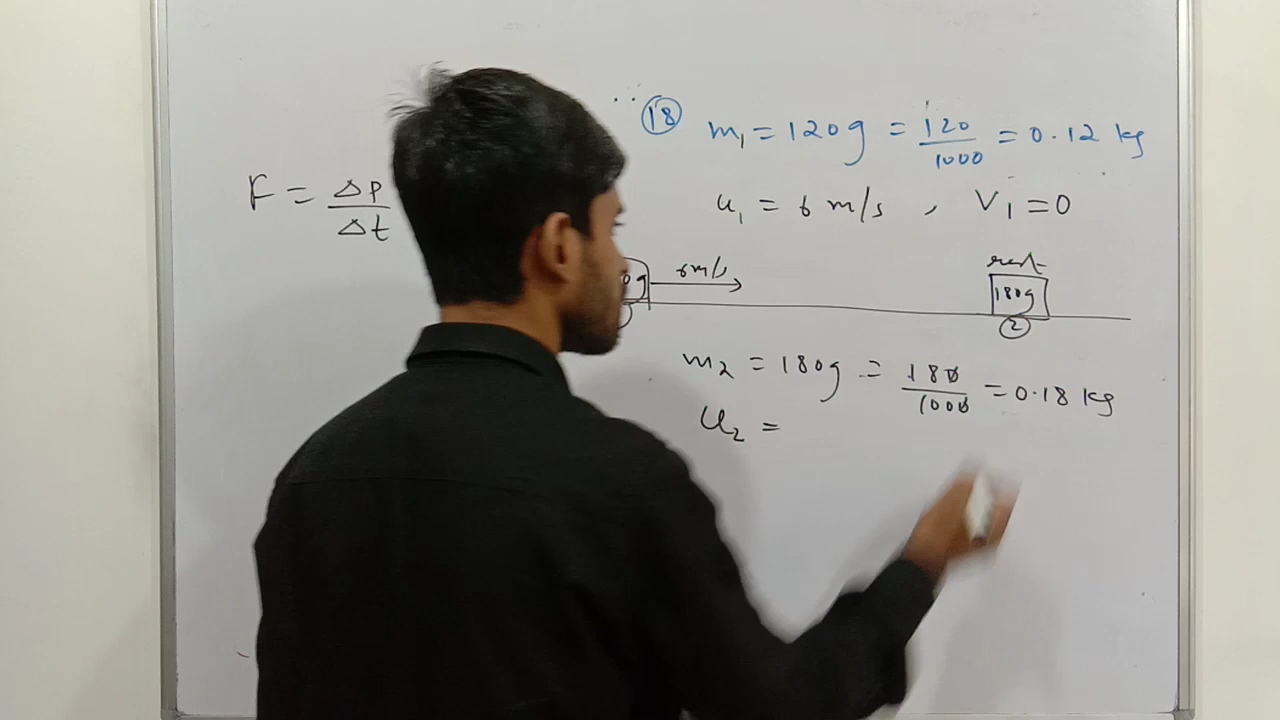 18 m₁ = 120g = 120/1000 = 0.12 kg
F = Δp/Δt
u₁ = 6 m/s , V₁ = 0
6m/s
rest
180g
2
m₂ = 180g = 180/1000 = 0.18 kg
u₂ =